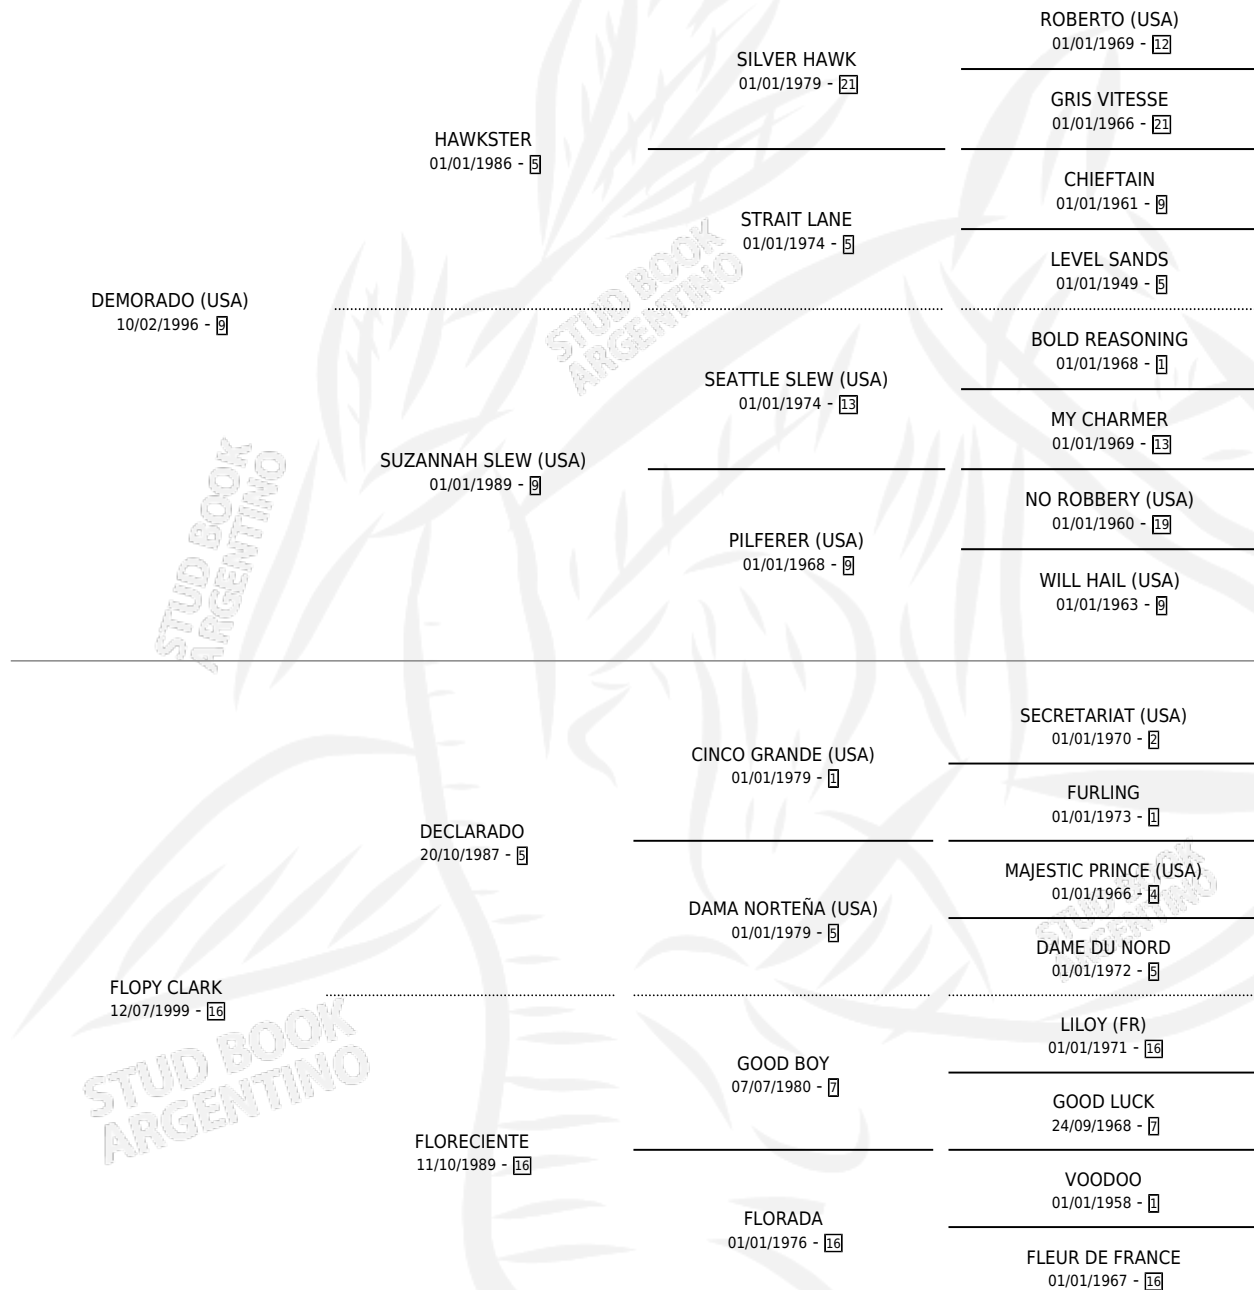 ROBERTO (USA)
01/01/1969 - 12
SILVER HAWK
01/01/1979 - 21
GRIS VITESSE
01/01/1966 - 21
HAWKSTER
01/01/1986 - 5
CHIEFTAIN
01/01/1961 - 9
STRAIT LANE
01/01/1974 - 5
LEVEL SANDS
01/01/1949 - 5
DEMORADO (USA)
10/02/1996 - 9
BOLD REASONING
01/01/1968 - 1
SEATTLE SLEW (USA)
01/01/1974 - 13
MY CHARMER
01/01/1969 - 13
SUZANNAH SLEW (USA)
01/01/1989 - 9
NO ROBBERY (USA)
01/01/1960 - 19
PILFERER (USA)
01/01/1968 - 9
WILL HAIL (USA)
01/01/1963 - 9
SECRETARIAT (USA)
01/01/1970 - 2
CINCO GRANDE (USA)
01/01/1979 - 1
FURLING
01/01/1973 - 1
DECLARADO
20/10/1987 - 5
MAJESTIC PRINCE (USA)
01/01/1966 - 4
DAMA NORTEÑA (USA)
01/01/1979 - 5
DAME DU NORD
01/01/1972 - 5
FLOPY CLARK
12/07/1999 - 16
LILOY (FR)
01/01/1971 - 16
GOOD BOY
07/07/1980 - 7
GOOD LUCK
24/09/1968 - 7
FLORECIENTE
11/10/1989 - 16
VOODOO
01/01/1958 - 1
FLORADA
01/01/1976 - 16
FLEUR DE FRANCE
01/01/1967 - 16
STUD BOOK
ARGENTINO
STUD BOOK
ARGENTINO
STUD BOOK
ARGENTINO
STUD BOOK
ARGENTINO